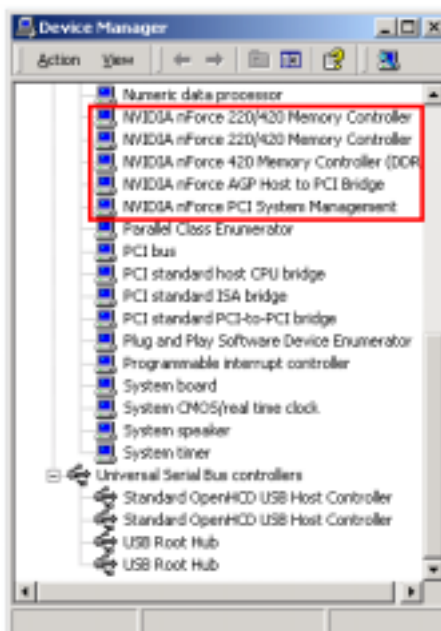 Device Manager
Action View
Numeric data processor
NVIDIA nForce 220/420 Memory Controller
NVIDIA nForce 220/420 Memory Controller
NVIDIA nForce 420 Memory Controller (DDR
NVIDIA nForce AGP Host to PCI Bridge
NVIDIA nForce PCI System Management
Parallel Class Enumerator
PCI bus
PCI standard host CPU bridge
PCI standard ISA bridge
PCI standard PCI-to-PCI bridge
Plug and Play Software Device Enumerator
Programmable interrupt controller
System board
System CMOS/real time clock
System speaker
System timer
Universal Serial Bus controllers
Standard OpenHCD USB Host Controller
Standard OpenHCD USB Host Controller
USB Root Hub
USB Root Hub